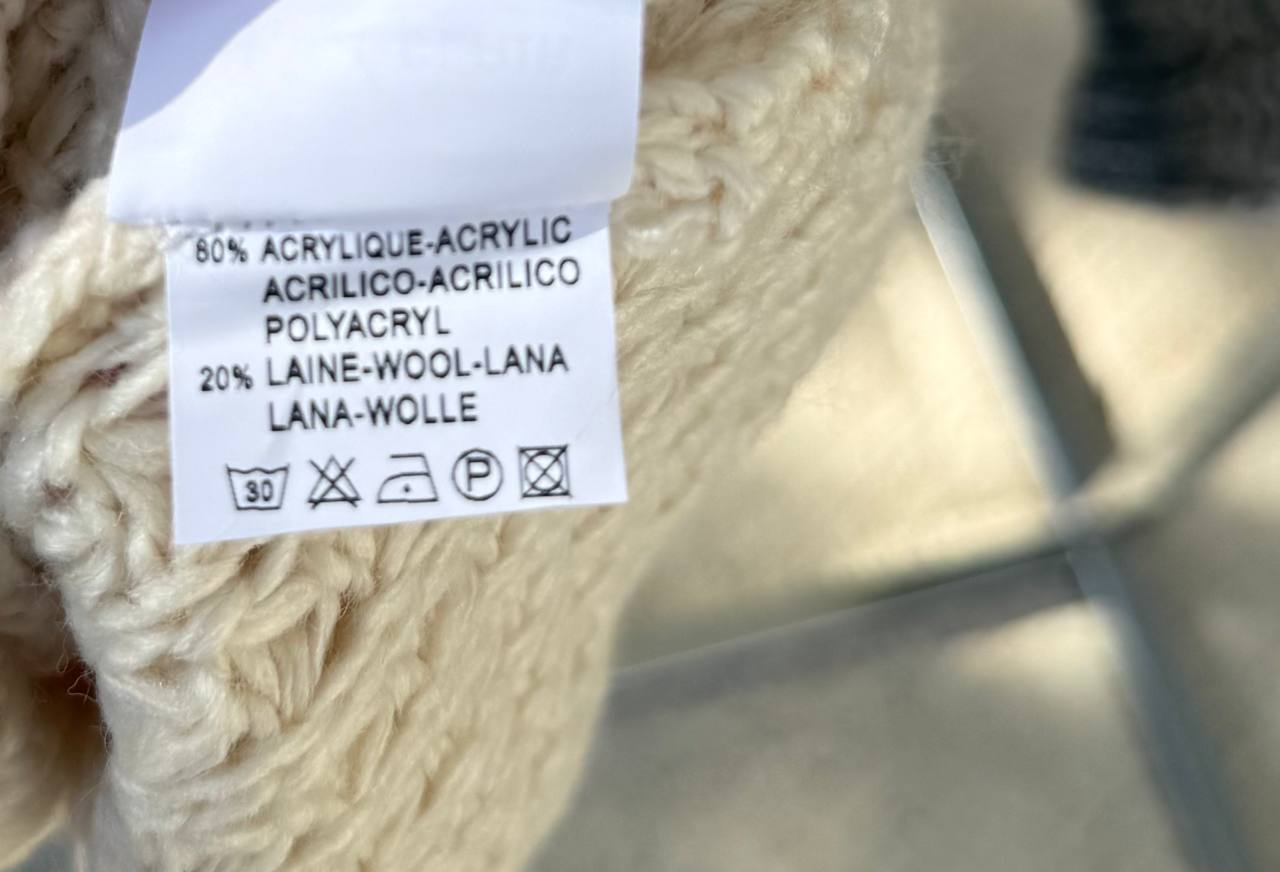 80% ACRYLIQUE-ACRYLIC
ACRILICO-ACRILICO
POLYACRYL
20% LAINE-WOOL-LANA
LANA-WOLLE
30 P